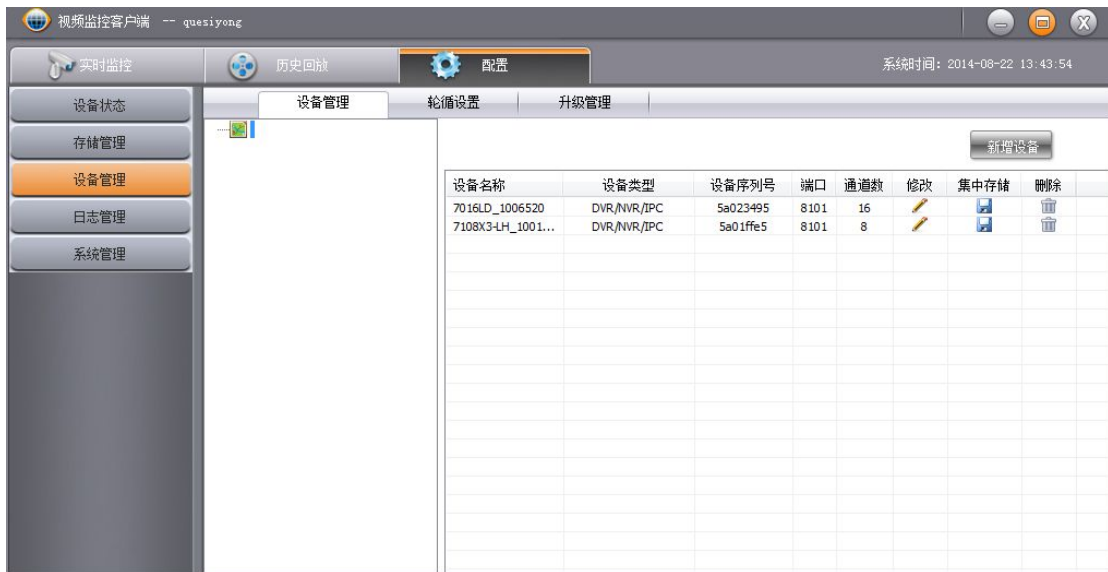 视频监控客户端 -- quesiyong
实时监控 历史回放 配置 系统时间: 2014-08-22 13:43:54
设备状态 设备管理 轮循设置 升级管理
存储管理 新增设备
设备管理 设备名称 设备类型 设备序列号 端口 通道数 修改 集中存储 删除
日志管理 7016LD_1006520 DVR/NVR/IPC 5a023495 8101 16
7108X3-LH_1001... DVR/NVR/IPC 5a01ffe5 8101 8
系统管理